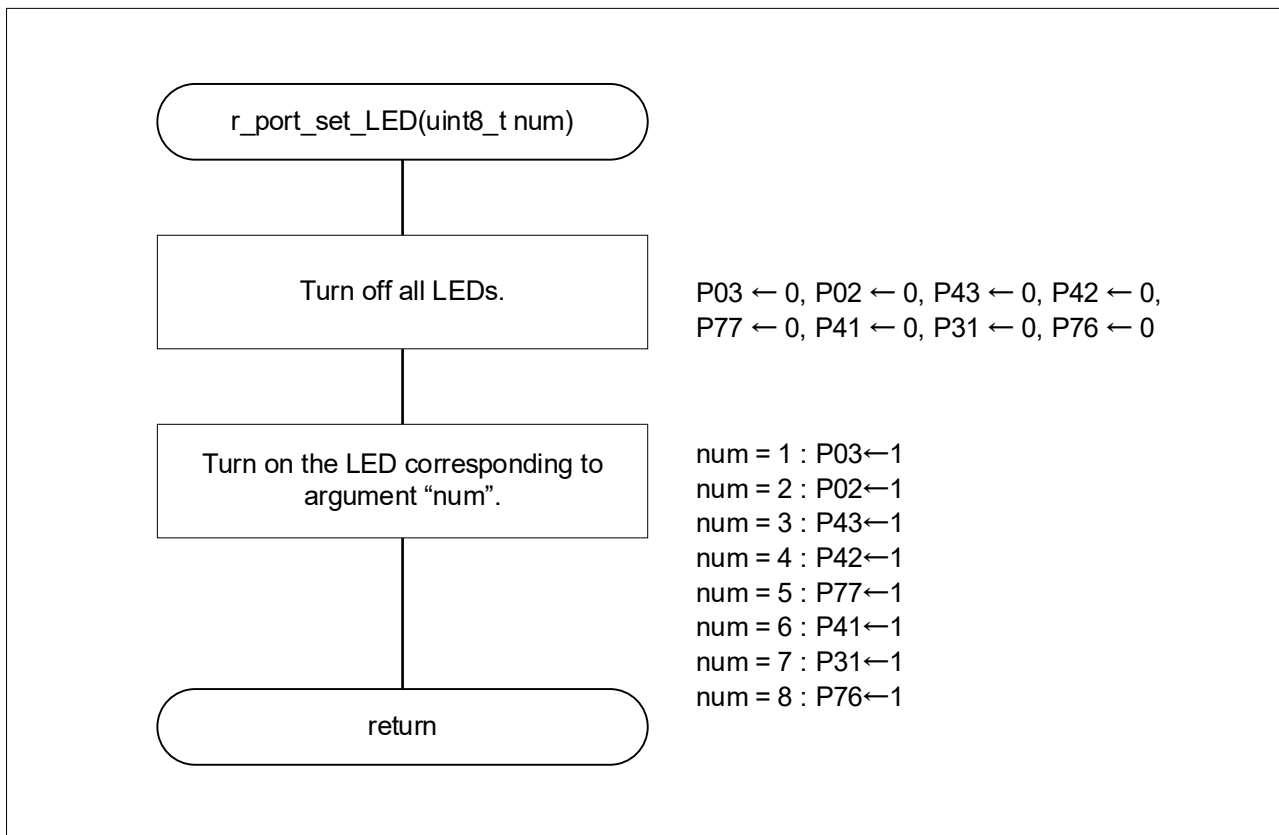 r_port_set_LED(uint8_t num)
Turn off all LEDs.
P03 ← 0, P02 ← 0, P43 ← 0, P42 ← 0,
P77 ← 0, P41 ← 0, P31 ← 0, P76 ← 0
Turn on the LED corresponding to
argument “num”.
num = 1 : P03←1
num = 2 : P02←1
num = 3 : P43←1
num = 4 : P42←1
num = 5 : P77←1
num = 6 : P41←1
num = 7 : P31←1
num = 8 : P76←1
return